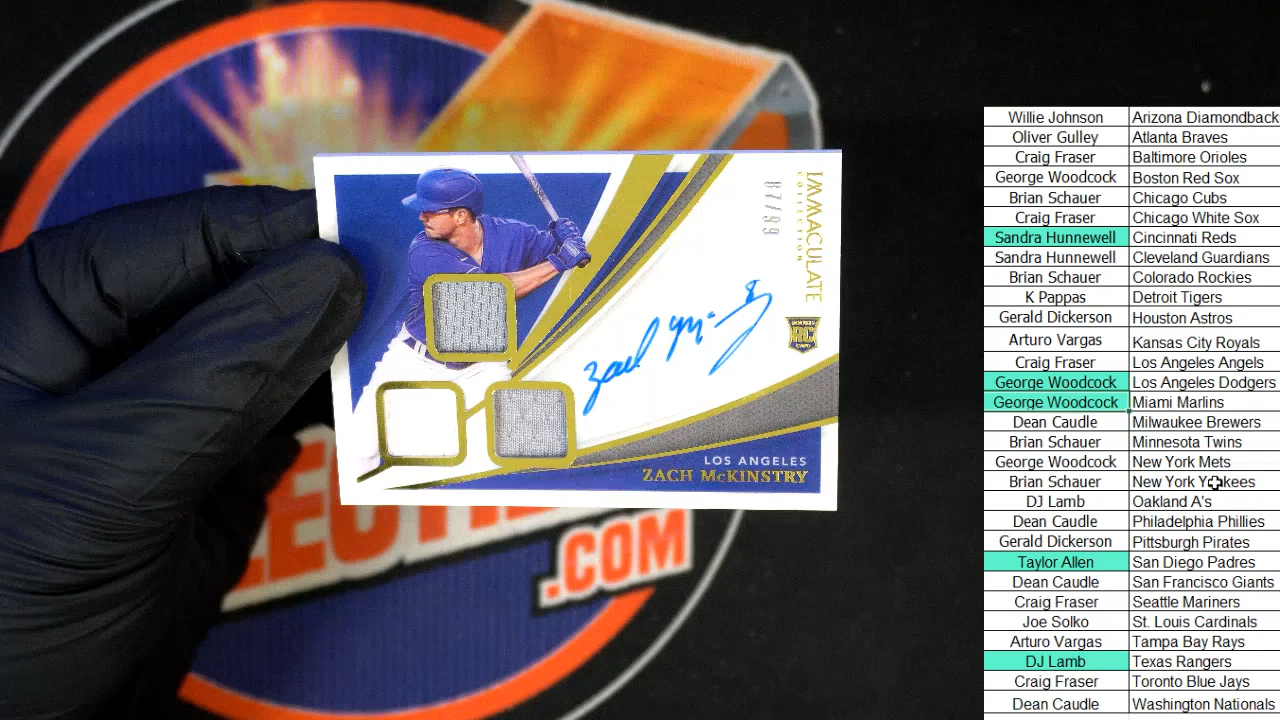 87/99
IMMACULATE
COLLECTION
RC
Zach McKinstry
LOS ANGELES
ZACH McKINSTRY
.COM
Willie Johnson Arizona Diamondback
Oliver Gulley Atlanta Braves
Craig Fraser Baltimore Orioles
George Woodcock Boston Red Sox
Brian Schauer Chicago Cubs
Craig Fraser Chicago White Sox
Sandra Hunnewell Cincinnati Reds
Sandra Hunnewell Cleveland Guardians
Brian Schauer Colorado Rockies
K Pappas Detroit Tigers
Gerald Dickerson Houston Astros
Arturo Vargas Kansas City Royals
Craig Fraser Los Angeles Angels
George Woodcock Los Angeles Dodgers
George Woodcock Miami Marlins
Dean Caudle Milwaukee Brewers
Brian Schauer Minnesota Twins
George Woodcock New York Mets
Brian Schauer New York Yankees
DJ Lamb Oakland A's
Dean Caudle Philadelphia Phillies
Gerald Dickerson Pittsburgh Pirates
Taylor Allen San Diego Padres
Dean Caudle San Francisco Giants
Craig Fraser Seattle Mariners
Joe Solko St. Louis Cardinals
Arturo Vargas Tampa Bay Rays
DJ Lamb Texas Rangers
Craig Fraser Toronto Blue Jays
Dean Caudle Washington Nationals